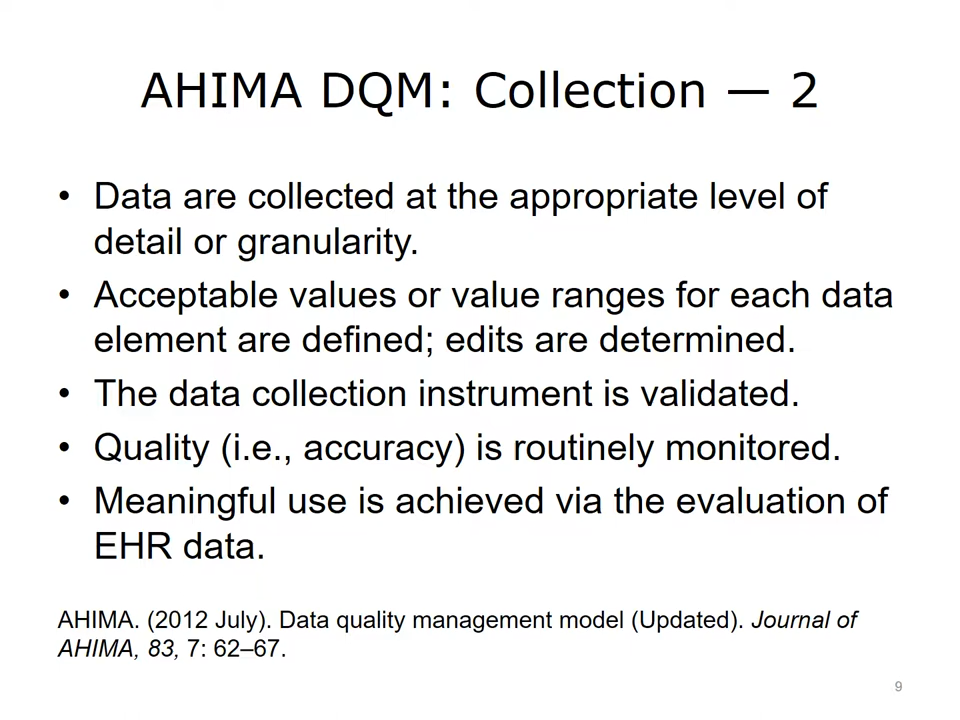 AHIMA DQM: Collection — 2
• Data are collected at the appropriate level of
detail or granularity.
• Acceptable values or value ranges for each data
element are defined; edits are determined.
• The data collection instrument is validated.
• Quality (i.e., accuracy) is routinely monitored.
• Meaningful use is achieved via the evaluation of
EHR data.
AHIMA. (2012 July). Data quality management model (Updated). Journal of
AHIMA, 83, 7: 62–67.
9